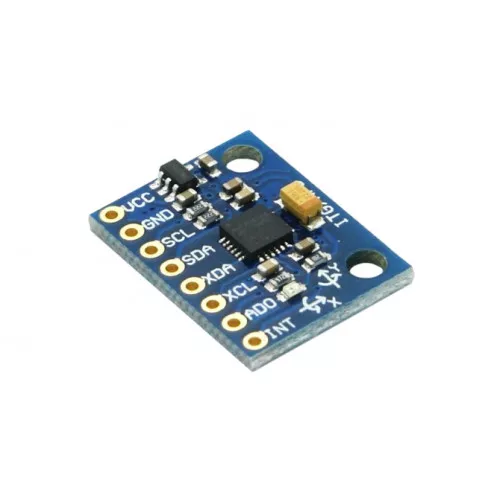 VCC
GND
SCL
SDA
XDA
XCL
ADO
INT
ITG/
Y
X